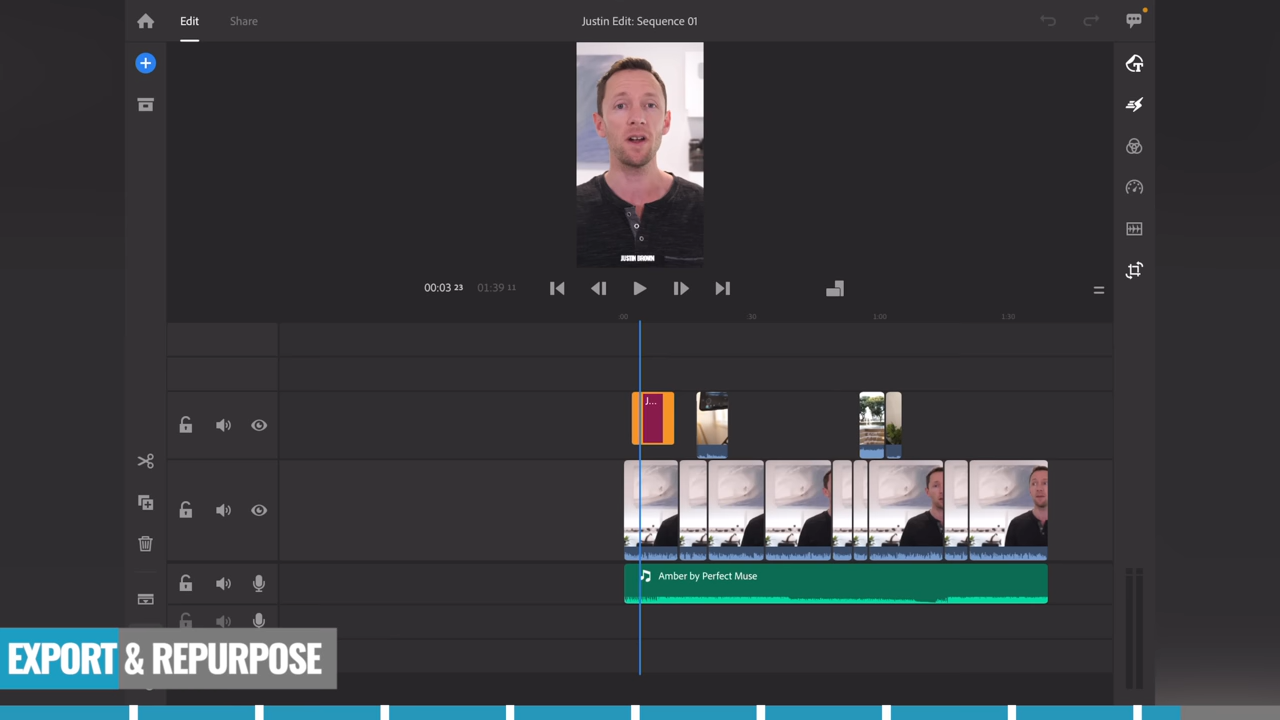 Edit
Share
Justin Edit: Sequence 01
JUSTIN BROWN
00:03 23
01:39 11
:00
:30
1:00
1:30
J...
Amber by Perfect Muse
EXPORT & REPURPOSE